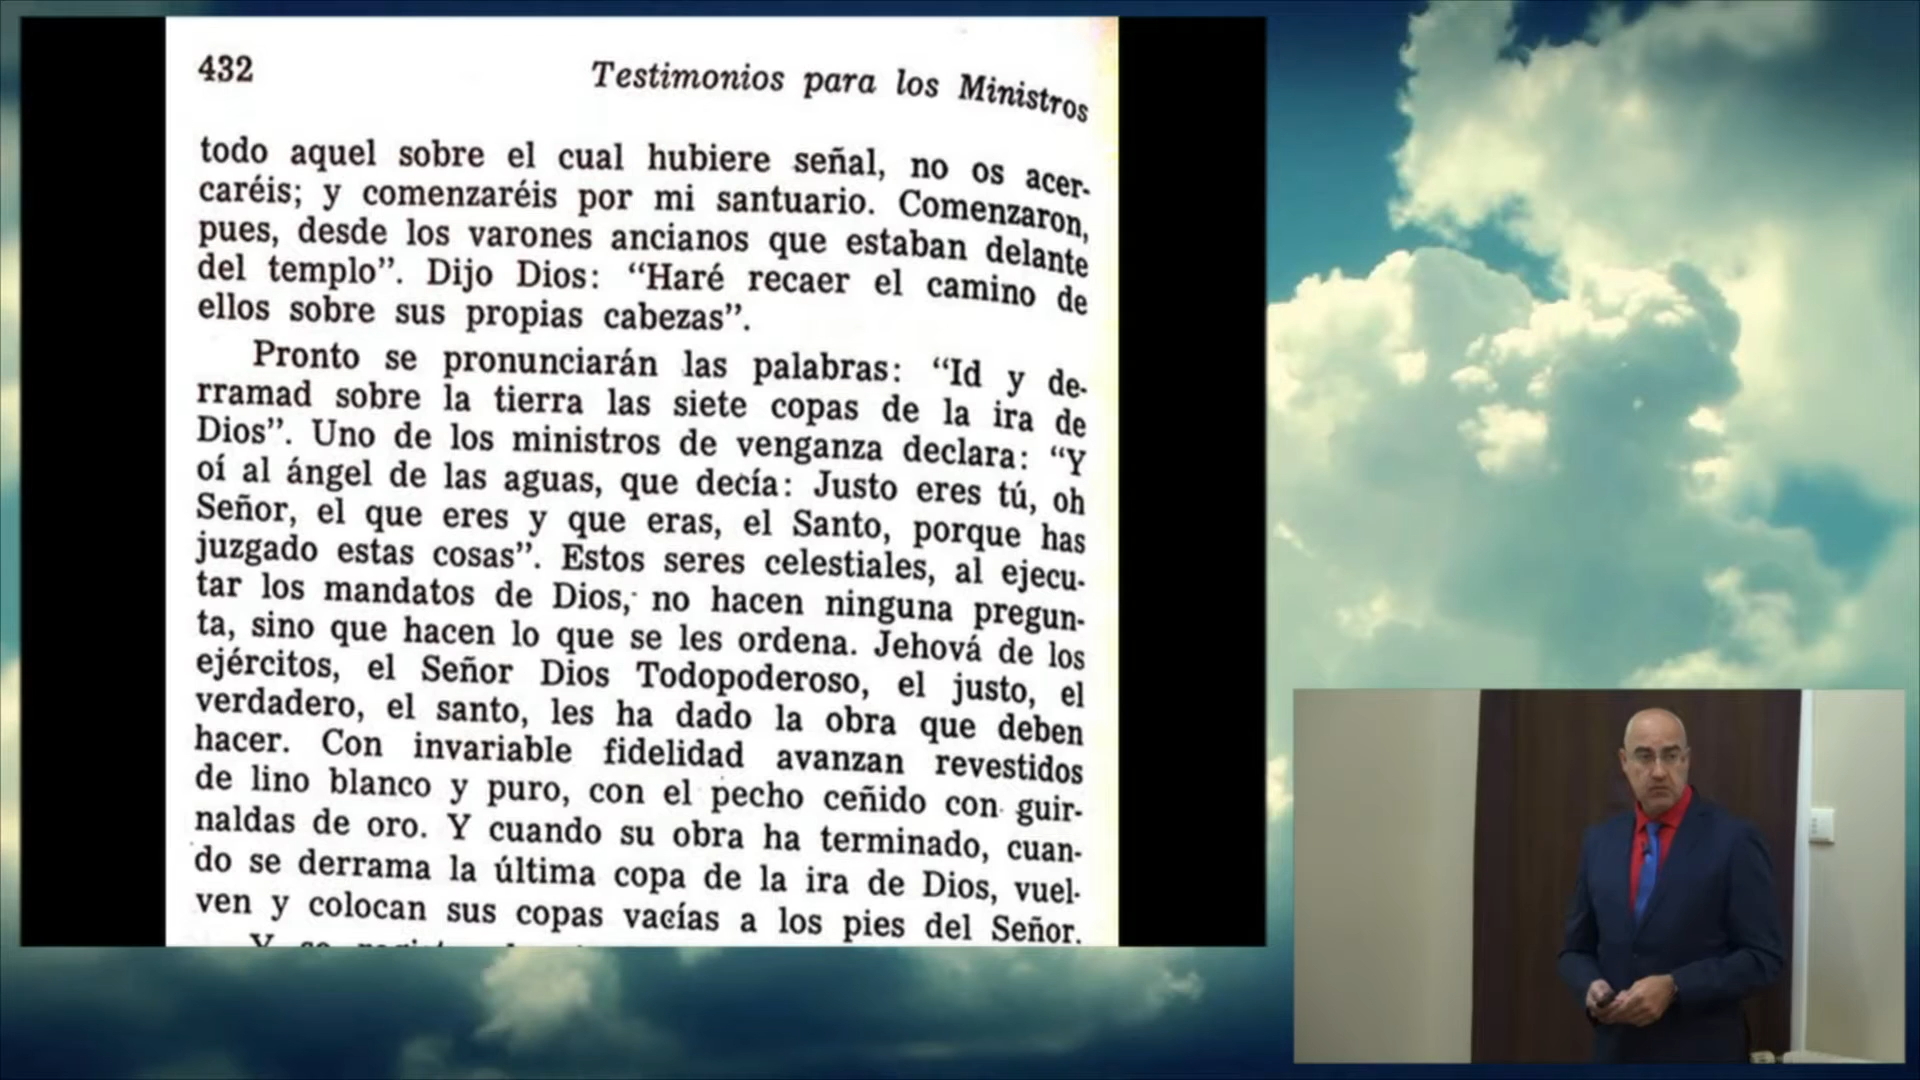 432
Testimonios para los Ministros
todo aquel sobre el cual hubiere señal, no os acer-
caréis; y comenzaréis por mi santuario. Comenzaron,
pues, desde los varones ancianos que estaban delante
del templo”. Dijo Dios: “Haré recaer el camino de
ellos sobre sus propias cabezas”.
Pronto se pronunciarán las palabras: “Id y de-
rramad sobre la tierra las siete copas de la ira de
Dios”. Uno de los ministros de venganza declara: “Y
oí al ángel de las aguas, que decía: Justo eres tú, oh
Señor, el que eres y que eras, el Santo, porque has
juzgado estas cosas”. Estos seres celestiales, al ejecu-
tar los mandatos de Dios, no hacen ninguna pregun-
ta, sino que hacen lo que se les ordena. Jehová de los
ejércitos, el Señor Dios Todopoderoso, el justo, el
verdadero, el santo, les ha dado la obra que deben
hacer. Con invariable fidelidad avanzan revestidos
de lino blanco y puro, con el pecho ceñido con guir-
naldas de oro. Y cuando su obra ha terminado, cuan-
do se derrama la última copa de la ira de Dios, vuel-
ven y colocan sus copas vacías a los pies del Señor.
Y se